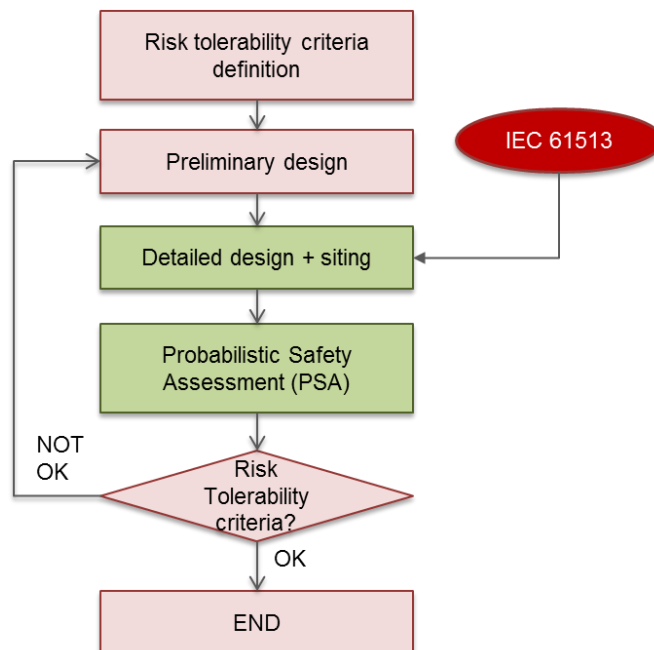 Risk tolerability criteria
definition
IEC 61513
Preliminary design
Detailed design + siting
Probabilistic Safety
Assessment (PSA)
NOT
OK
Risk
Tolerability
criteria?
OK
END